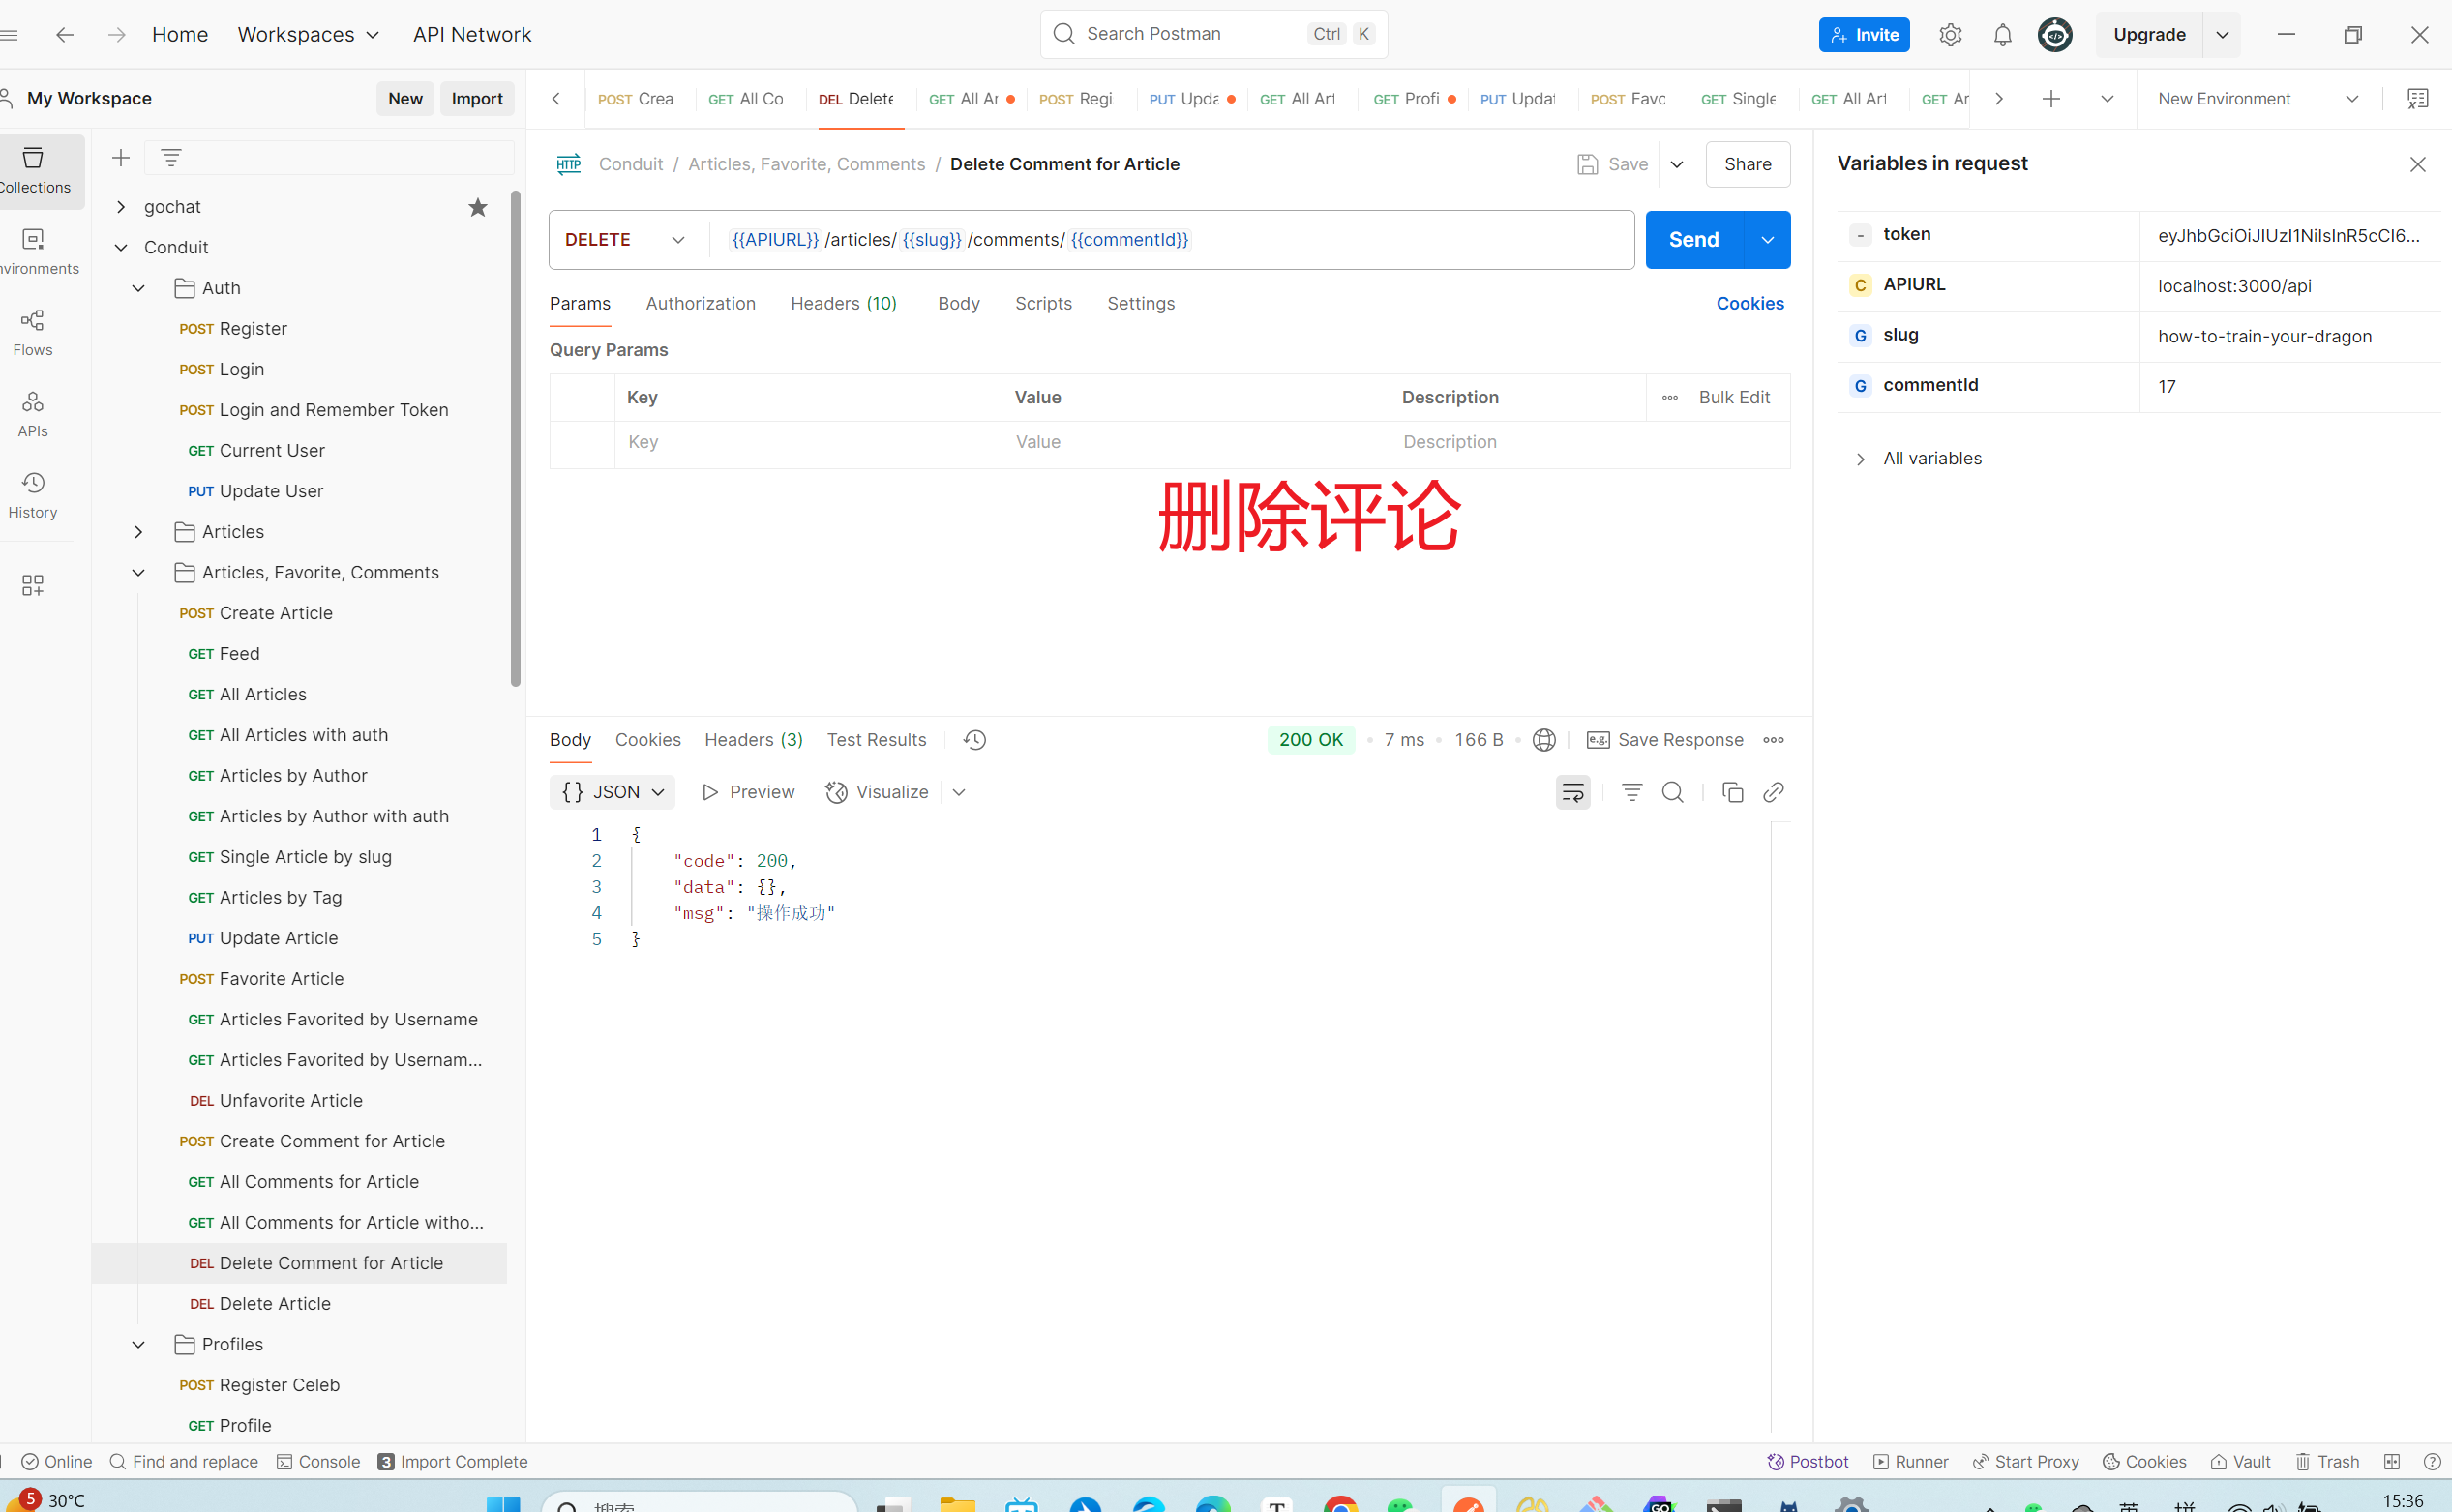 Home
Workspaces
API Network
Search Postman
Ctrl
K
Invite
Upgrade
My Workspace
New
Import
POST Crea
GET All Co
DEL Delete
GET All Ar
POST Regi
PUT Upda
GET All Art
GET Profi
PUT Updat
POST Favo
GET Single
GET All Art
GET Ar
New Environment
Collections
Environments
Flows
APIs
History
gochat
Conduit
Auth
POST Register
POST Login
POST Login and Remember Token
GET Current User
PUT Update User
Articles
Articles, Favorite, Comments
POST Create Article
GET Feed
GET All Articles
GET All Articles with auth
GET Articles by Author
GET Articles by Author with auth
GET Single Article by slug
GET Articles by Tag
PUT Update Article
POST Favorite Article
GET Articles Favorited by Username
GET Articles Favorited by Usernam...
DEL Unfavorite Article
POST Create Comment for Article
GET All Comments for Article
GET All Comments for Article witho...
DEL Delete Comment for Article
DEL Delete Article
Profiles
POST Register Celeb
GET Profile
HTTP Conduit / Articles, Favorite, Comments / Delete Comment for Article
Save
Share
DELETE
{{APIURL}} /articles/ {{slug}} /comments/ {{commentId}}
Send
Params
Authorization
Headers (10)
Body
Scripts
Settings
Cookies
Query Params
Key
Value
Description
Bulk Edit
Key
Value
Description
删除评论
Body
Cookies
Headers (3)
Test Results
200 OK
7 ms
166 B
e.g. Save Response
{} JSON
Preview
Visualize
1 {
2 "code": 200,
3 "data": {},
4 "msg": "操作成功"
5 }
Variables in request
- token eyJhbGciOiJIUzI1NiIsInR5cCI6...
C APIURL localhost:3000/api
G slug how-to-train-your-dragon
G commentId 17
All variables
Online
Find and replace
Console
3 Import Complete
Postbot
Runner
Start Proxy
Cookies
Vault
Trash
5
30°C
搜索
T
GO
15:36